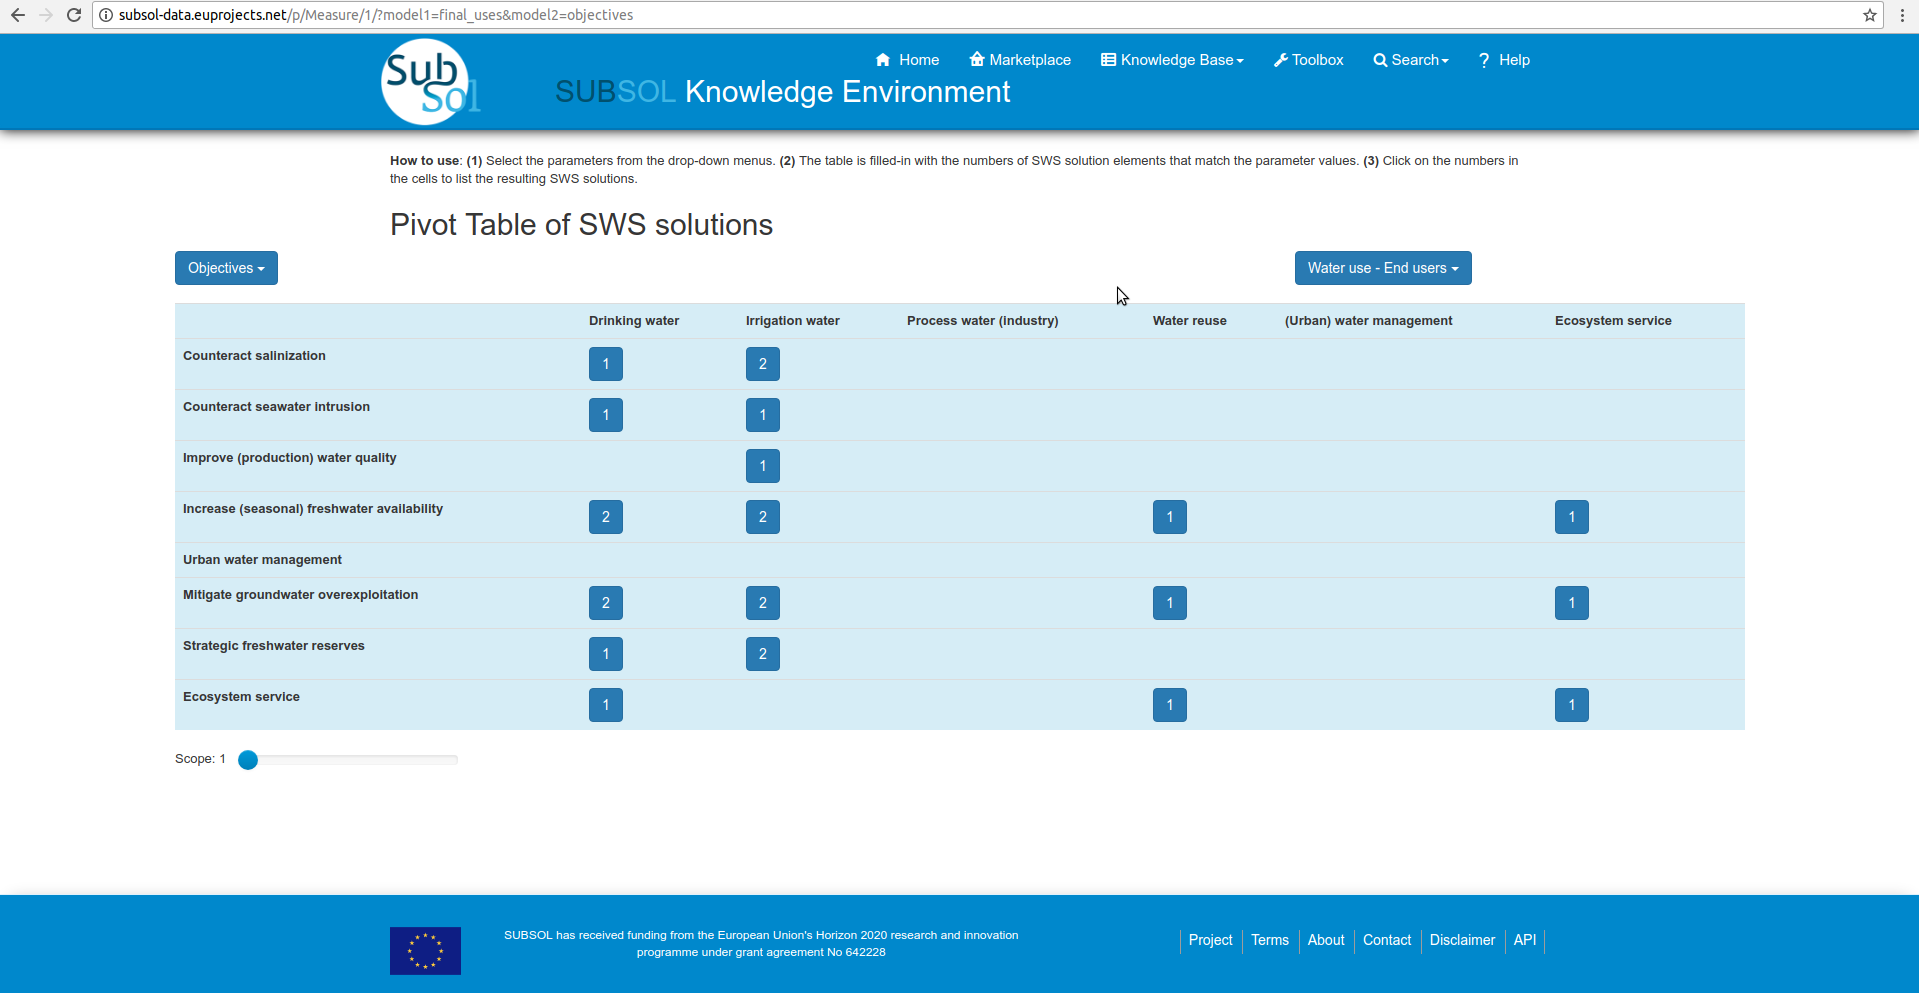 subsol-data.euprojects.net/p/Measure/1/?model1=final_uses&model2=objectives
Sub
Sol
Home Marketplace Knowledge Base Toolbox Search ? Help
SUBSOL Knowledge Environment
How to use: (1) Select the parameters from the drop-down menus. (2) The table is filled-in with the numbers of SWS solution elements that match the parameter values. (3) Click on the numbers in
the cells to list the resulting SWS solutions.
Pivot Table of SWS solutions
Objectives Water use - End users
Drinking water Irrigation water Process water (industry) Water reuse (Urban) water management Ecosystem service
Counteract salinization 1 2
Counteract seawater intrusion 1 1
Improve (production) water quality 1
Increase (seasonal) freshwater availability 2 2 1 1
Urban water management
Mitigate groundwater overexploitation 2 2 1 1
Strategic freshwater reserves 1 2
Ecosystem service 1 1 1
Scope: 1
SUBSOL has received funding from the European Union's Horizon 2020 research and innovation
programme under grant agreement No 642228
Project Terms About Contact Disclaimer API